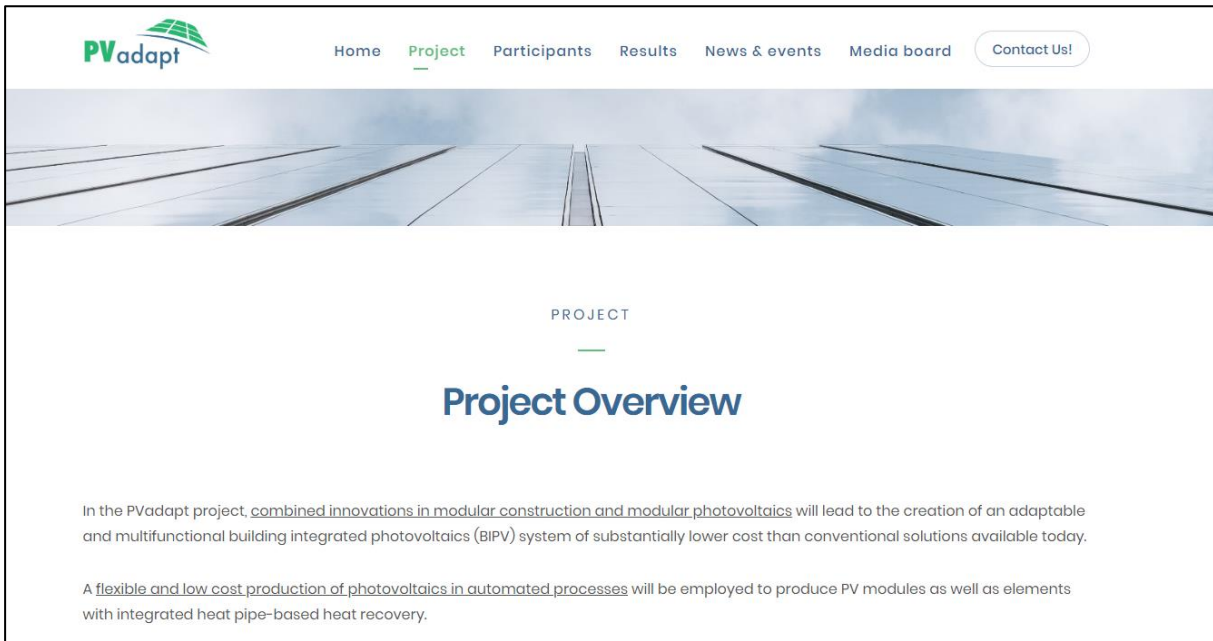 PVadapt
Home Project Participants Results News & events Media board Contact Us!
PROJECT
Project Overview
In the PVadapt project, combined innovations in modular construction and modular photovoltaics will lead to the creation of an adaptable
and multifunctional building integrated photovoltaics (BIPV) system of substantially lower cost than conventional solutions available today.
A flexible and low cost production of photovoltaics in automated processes will be employed to produce PV modules as well as elements
with integrated heat pipe-based heat recovery.